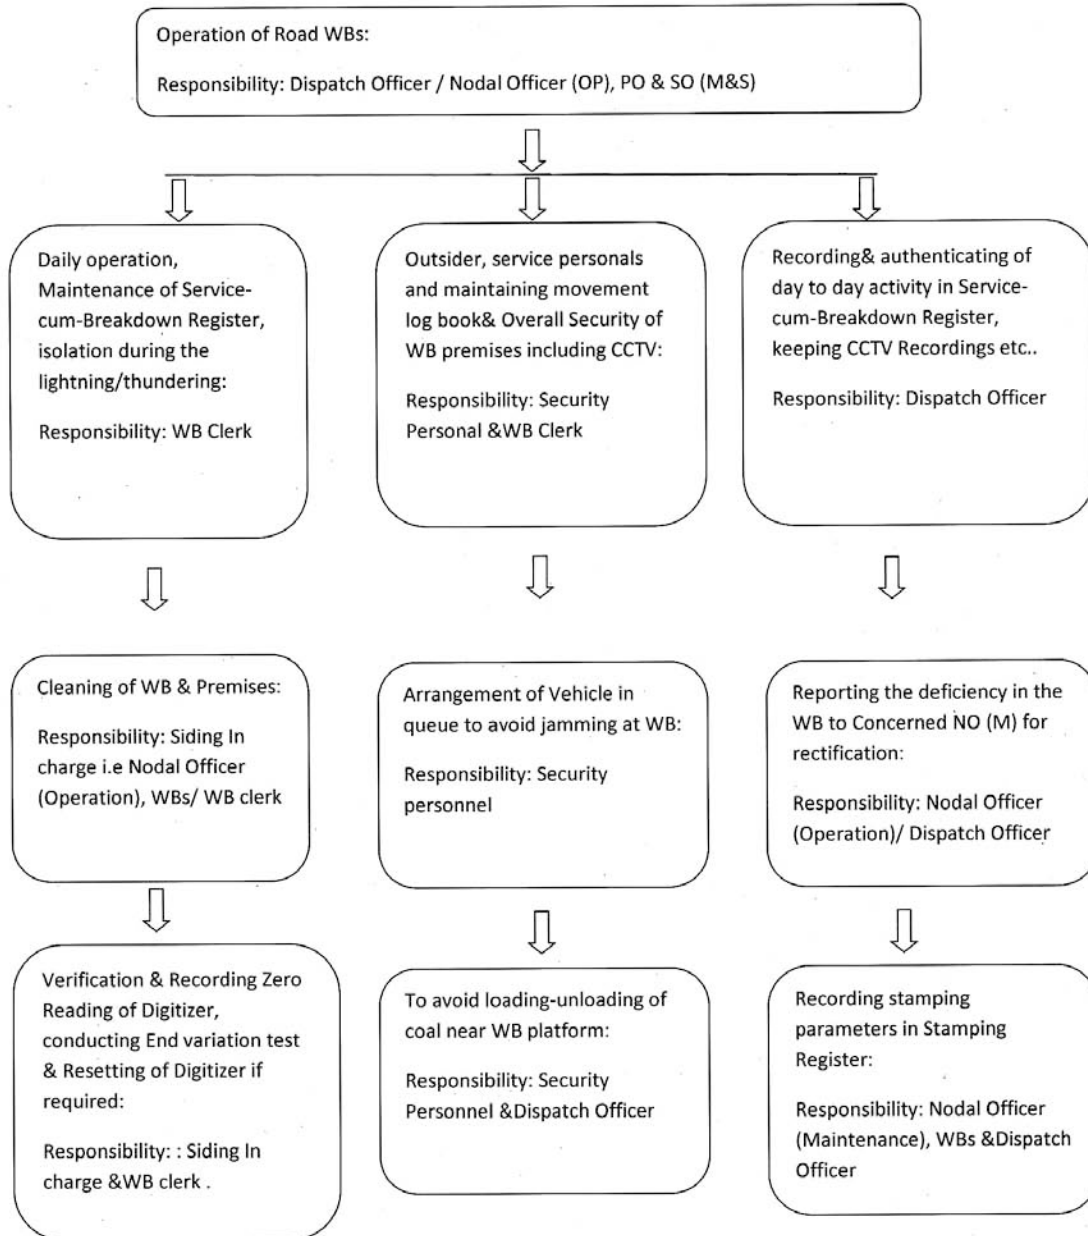 Operation of Road WBs:
Responsibility: Dispatch Officer / Nodal Officer (OP), PO & SO (M&S)
Daily operation,
Maintenance of Service-
cum-Breakdown Register,
isolation during the
lightning/thundering:
Responsibility: WB Clerk
Outsider, service personals
and maintaining movement
log book& Overall Security of
WB premises including CCTV:
Responsibility: Security
Personal &WB Clerk
Recording& authenticating of
day to day activity in Service-
cum-Breakdown Register,
keeping CCTV Recordings etc..
Responsibility: Dispatch Officer
Cleaning of WB & Premises:
Responsibility: Siding In
charge i.e Nodal Officer
(Operation), WBs/ WB clerk
Arrangement of Vehicle in
queue to avoid jamming at WB:
Responsibility: Security
personnel
Reporting the deficiency in the
WB to Concerned NO (M) for
rectification:
Responsibility: Nodal Officer
(Operation)/ Dispatch Officer
Verification & Recording Zero
Reading of Digitizer,
conducting End variation test
& Resetting of Digitizer if
required:
Responsibility: : Siding In
charge &WB clerk .
To avoid loading-unloading of
coal near WB platform:
Responsibility: Security
Personnel &Dispatch Officer
Recording stamping
parameters in Stamping
Register:
Responsibility: Nodal Officer
(Maintenance), WBs &Dispatch
Officer